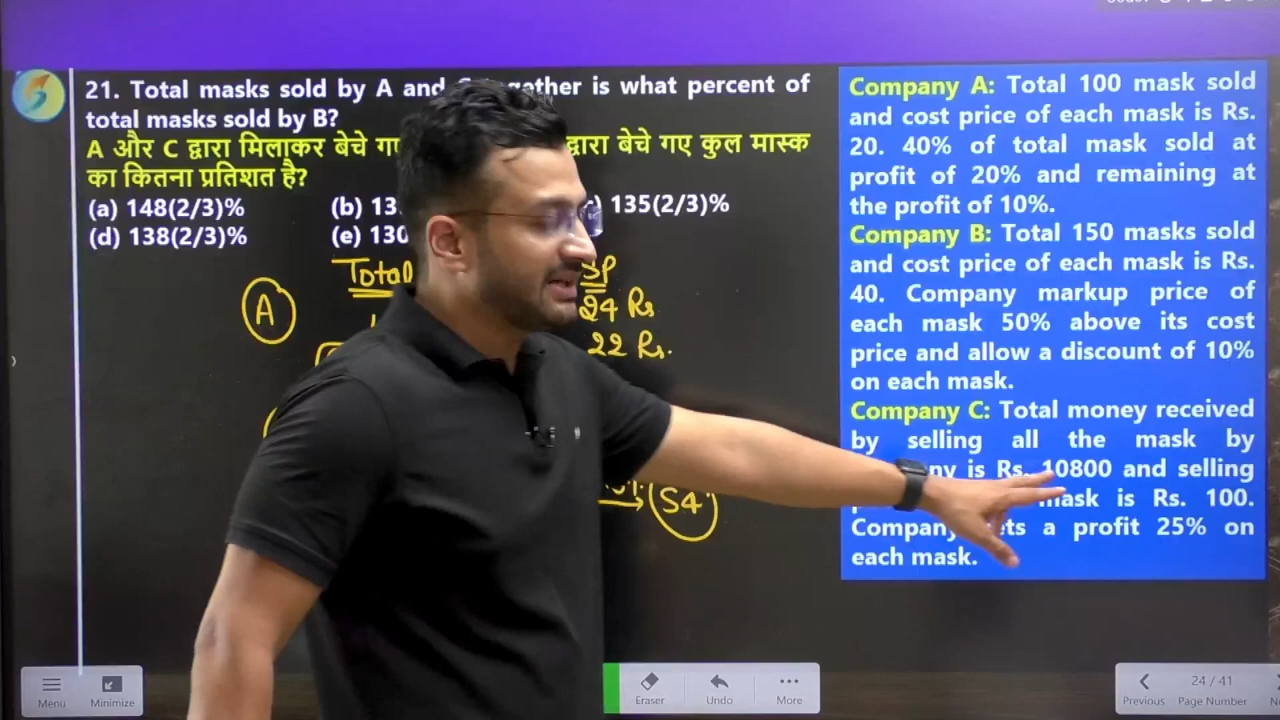 21. Total masks sold by A and together is what percent of
total masks sold by B?
A और C द्वारा मिलाकर बेचे द्वारा बेचे गए कुल मास्क
का कितना प्रतिशत है?
(a) 148(2/3)% (b) 135(2/3)%
(d) 138(2/3)% (e)
Total SP
A 24 Rs
22 Rs.
54
Company A: Total 100 mask sold
and cost price of each mask is Rs.
20. 40% of total mask sold at
profit of 20% and remaining at
the profit of 10%.
Company B: Total 150 masks sold
and cost price of each mask is Rs.
40. Company markup price of
each mask 50% above its cost
price and allow a discount of 10%
on each mask.
Company C: Total money received
by selling all the mask by
is Rs. 10800 and selling
mask is Rs. 100.
Company a profit 25% on
each mask.
Menu Minimize Eraser Undo More
24 / 41
Previous Page Number